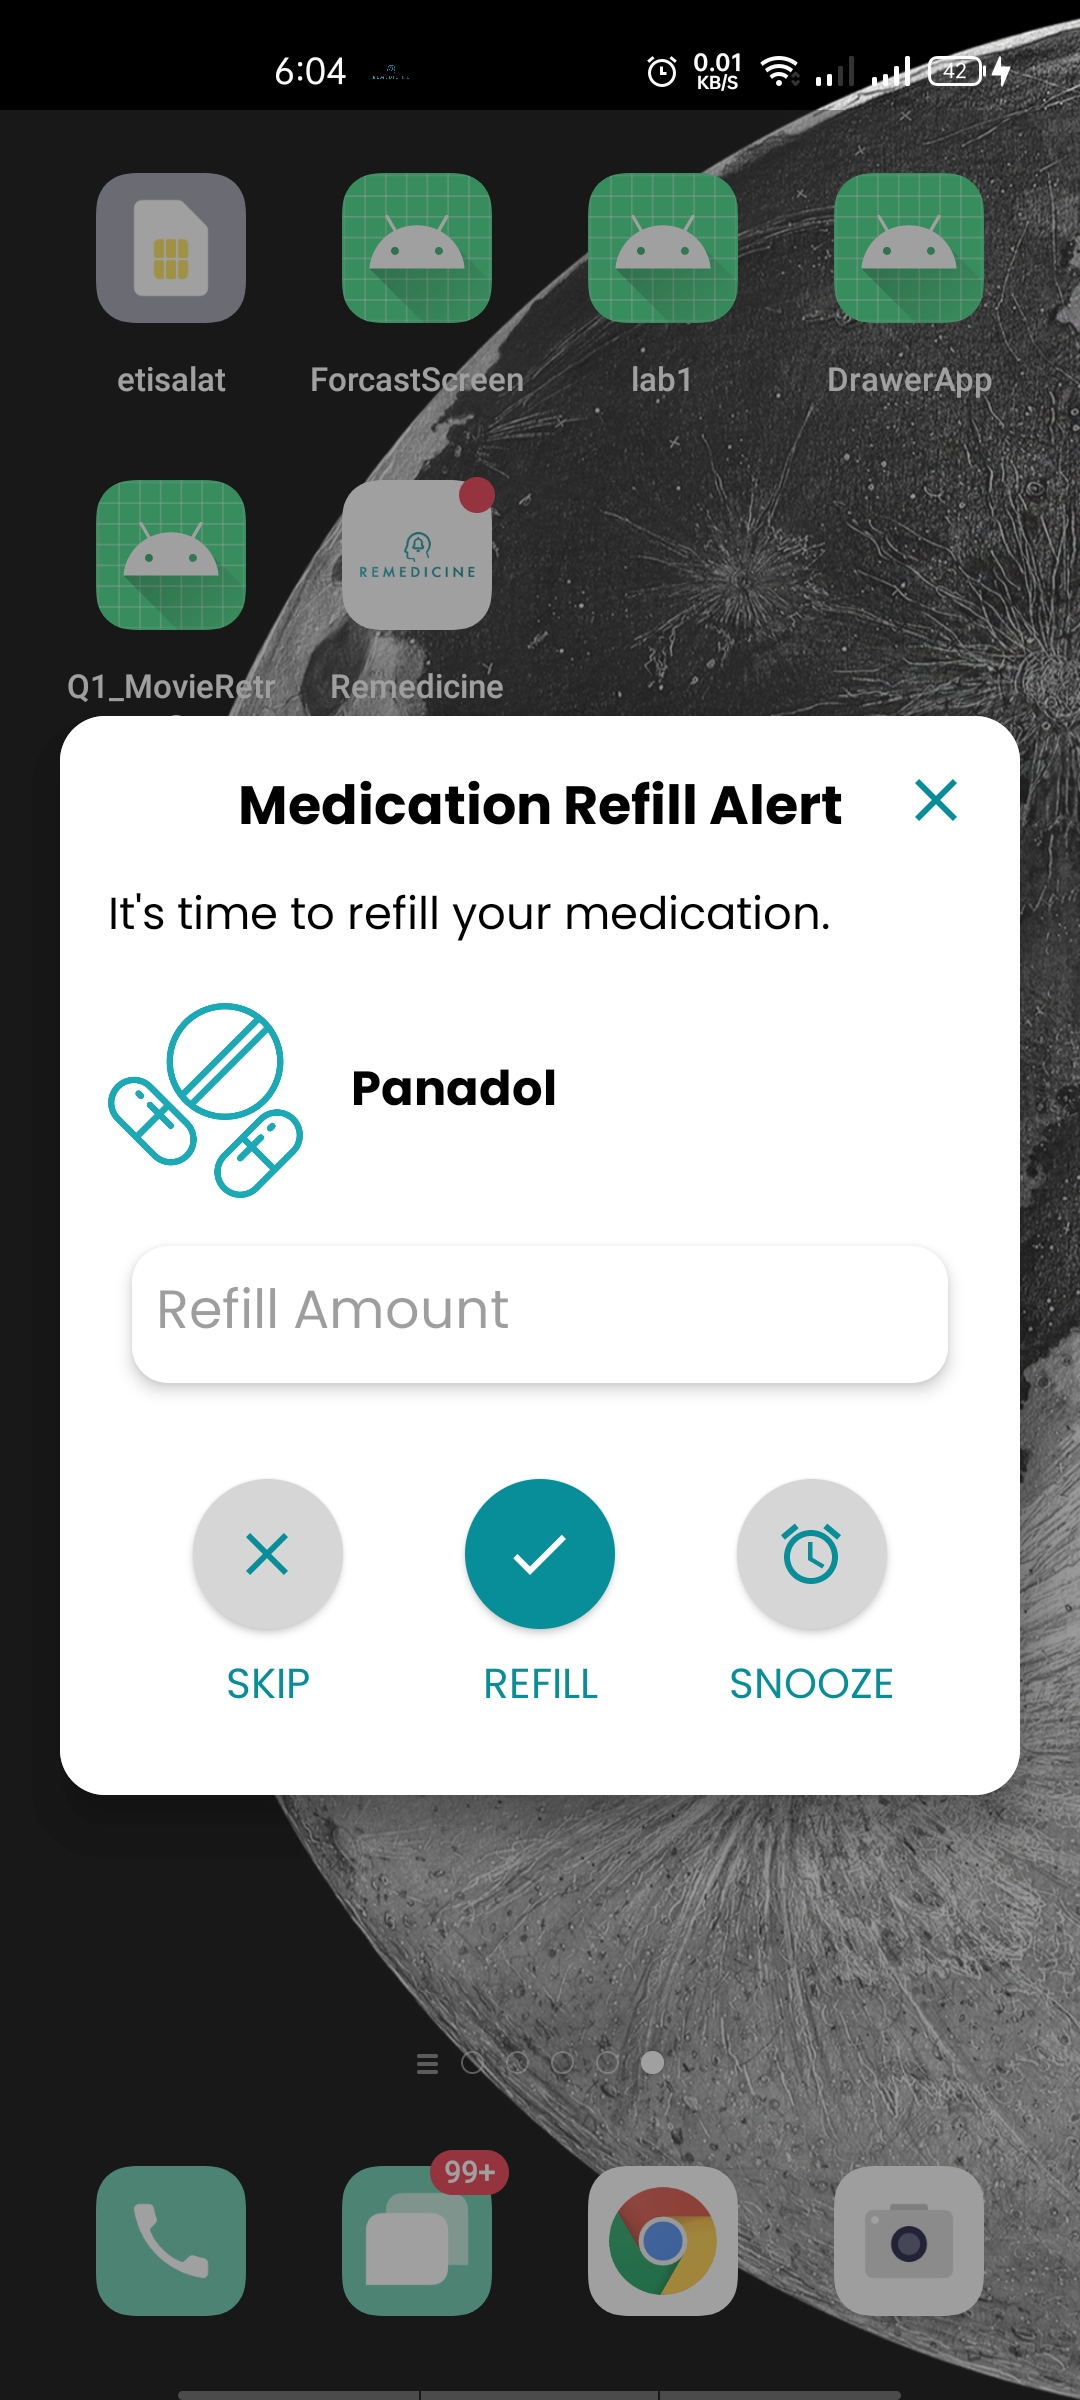 6:04
0.01
KB/S
42
etisalat
ForcastScreen
lab1
DrawerApp
REMEDICINE
Q1_MovieRetr
Remedicine
Medication Refill Alert
It's time to refill your medication.
Panadol
Refill Amount
SKIP
REFILL
SNOOZE
99+